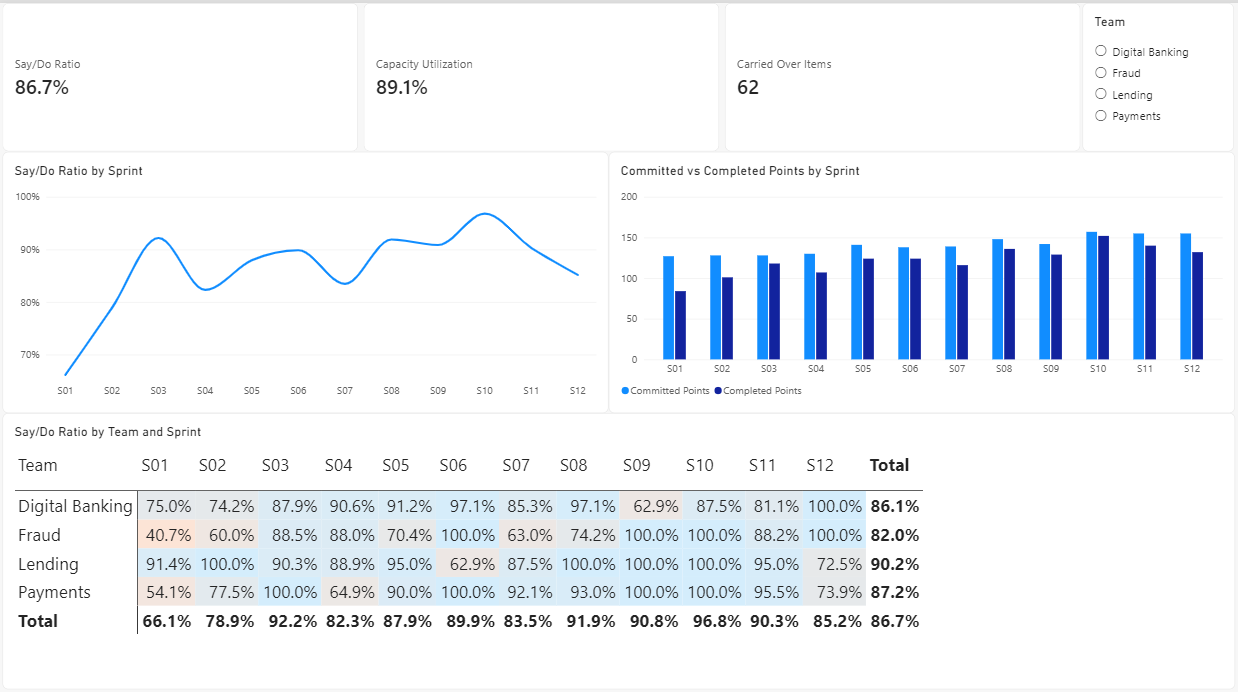 Say/Do Ratio
86.7%
Capacity Utilization
89.1%
Carried Over Items
62
Team
Digital Banking
Fraud
Lending
Payments
Say/Do Ratio by Sprint
100%
90%
80%
70%
S01 S02 S03 S04 S05 S06 S07 S08 S09 S10 S11 S12
Committed vs Completed Points by Sprint
200
150
100
50
0
S01 S02 S03 S04 S05 S06 S07 S08 S09 S10 S11 S12
Committed Points Completed Points
Say/Do Ratio by Team and Sprint
Team S01 S02 S03 S04 S05 S06 S07 S08 S09 S10 S11 S12 Total
Digital Banking 75.0% 74.2% 87.9% 90.6% 91.2% 97.1% 85.3% 97.1% 62.9% 87.5% 81.1% 100.0% 86.1%
Fraud 40.7% 60.0% 88.5% 88.0% 70.4% 100.0% 63.0% 74.2% 100.0% 100.0% 88.2% 100.0% 82.0%
Lending 91.4% 100.0% 90.3% 88.9% 95.0% 62.9% 87.5% 100.0% 100.0% 100.0% 95.0% 72.5% 90.2%
Payments 54.1% 77.5% 100.0% 64.9% 90.0% 100.0% 92.1% 93.0% 100.0% 100.0% 95.5% 73.9% 87.2%
Total 66.1% 78.9% 92.2% 82.3% 87.9% 89.9% 83.5% 91.9% 90.8% 96.8% 90.3% 85.2% 86.7%